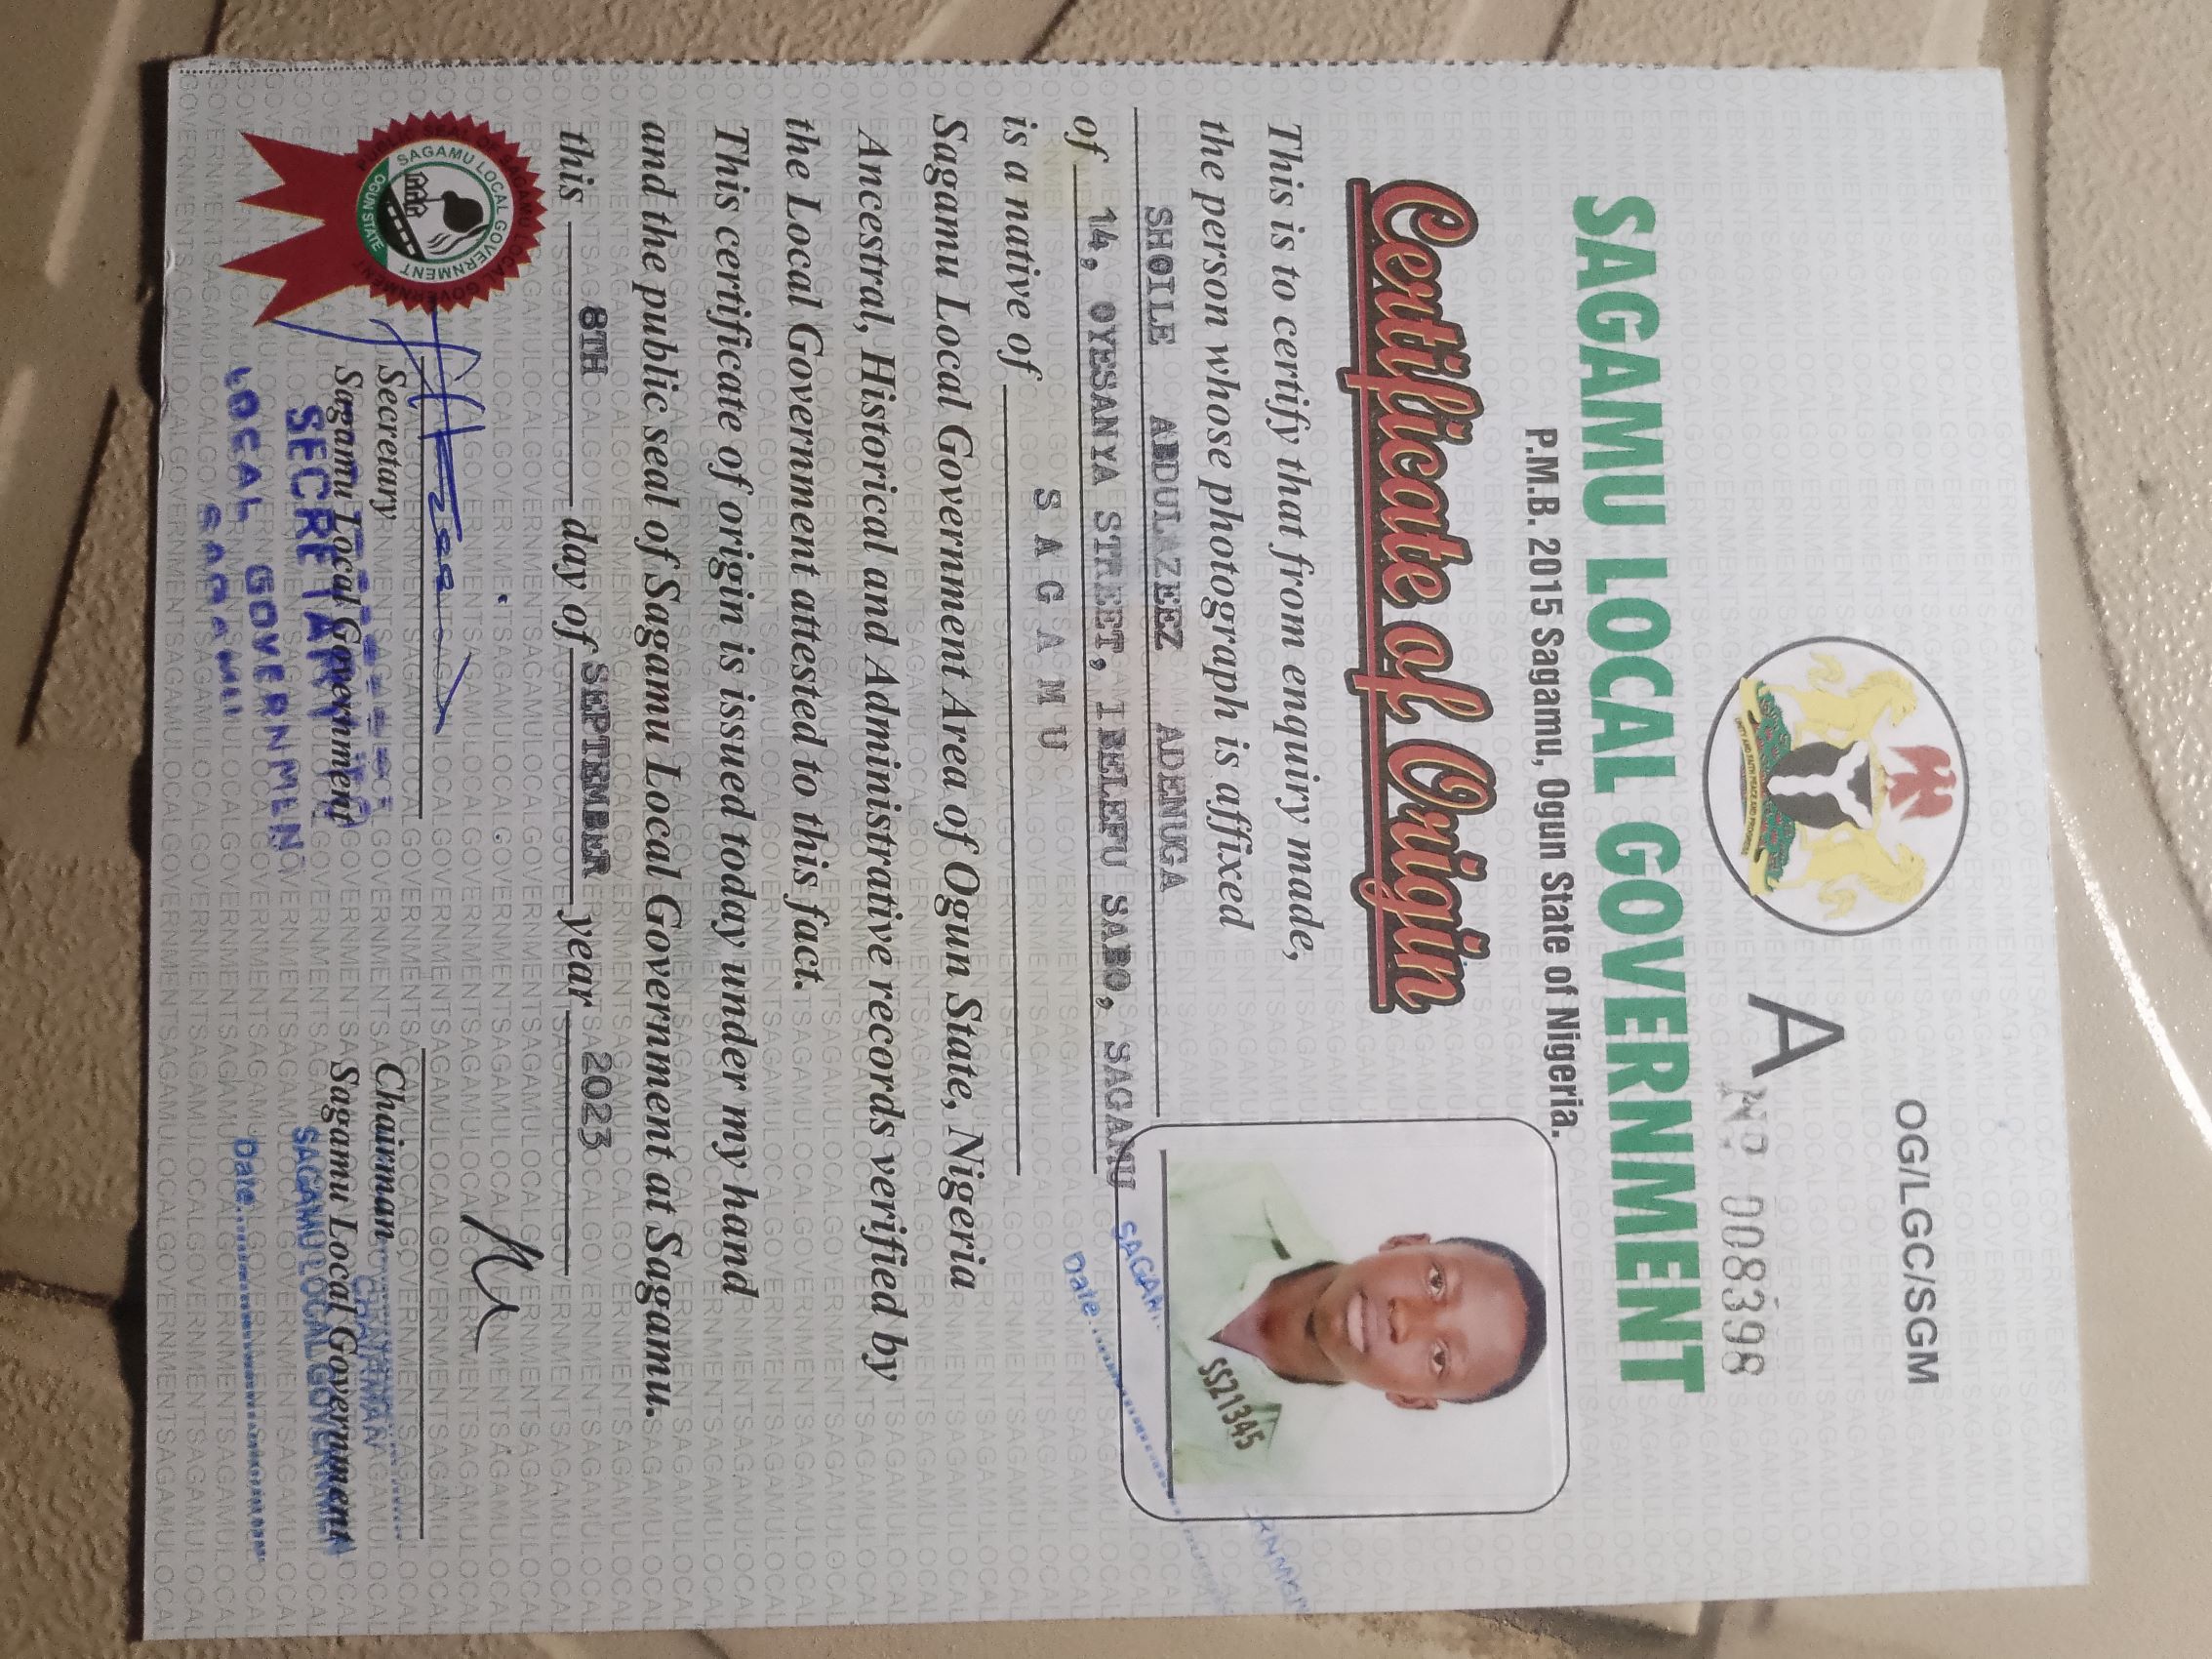 OG/LGC/SGM
UNITY AND FAITH PEACE AND PROGRESS
A Nº 008398
SAGAMU LOCAL GOVERNMENT
P.M.B. 2015 Sagamu, Ogun State of Nigeria.
Certificate of Origin
This is to certify that from enquiry made,
the person whose photograph is affixed
SS21345
SHOILE ABDULAZEEZ ADENUGA
of 14, OYESANYA STREET, IBELEFU SABO, SAGAMU
SAGAM
Date
is a native of S A G A M U
Sagamu Local Government Area of Ogun State, Nigeria
Ancestral, Historical and Administrative records verified by
the Local Government attested to this fact.
This certificate of origin is issued today under my hand
and the public seal of Sagamu Local Government at Sagamu.
this 8TH day of SEPTEMBER year 2023
SAGAMU LOCAL GOVERNMENT
OGUN STATE
Secretary
Sagamu Local Government
SECRETARY
LOCAL GOVERNMEN
SAGAMU
Chairman
Sagamu Local Government
CHAIRMAN
SAGAMU LOCAL GOVERNMEN
Date